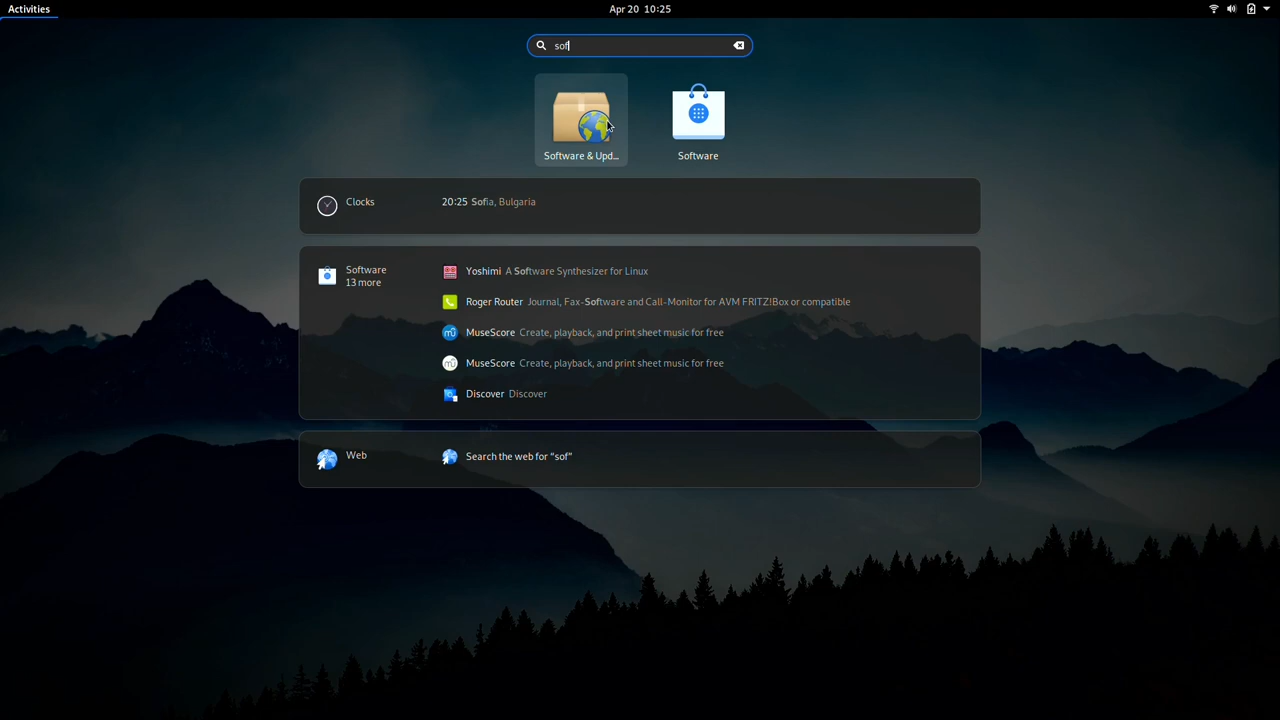 Activities
Apr 20 10:25
sof
Software & Upd...
Software
Clocks
20:25 Sofia, Bulgaria
Software
13 more
Yoshimi A Software Synthesizer for Linux
Roger Router Journal, Fax-Software and Call-Monitor for AVM FRITZ!Box or compatible
MuseScore Create, playback, and print sheet music for free
MuseScore Create, playback, and print sheet music for free
Discover Discover
Web
Search the web for “sof”